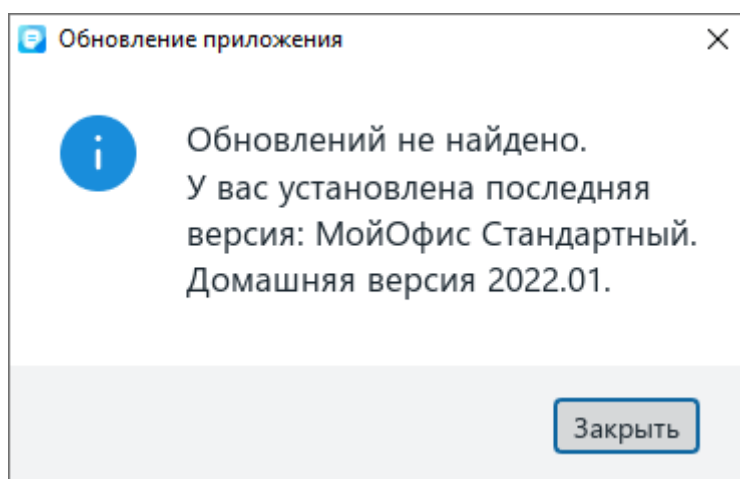 Обновление приложения
Обновлений не найдено.
У вас установлена последняя
версия: МойОфис Стандартный.
Домашняя версия 2022.01.
Закрыть